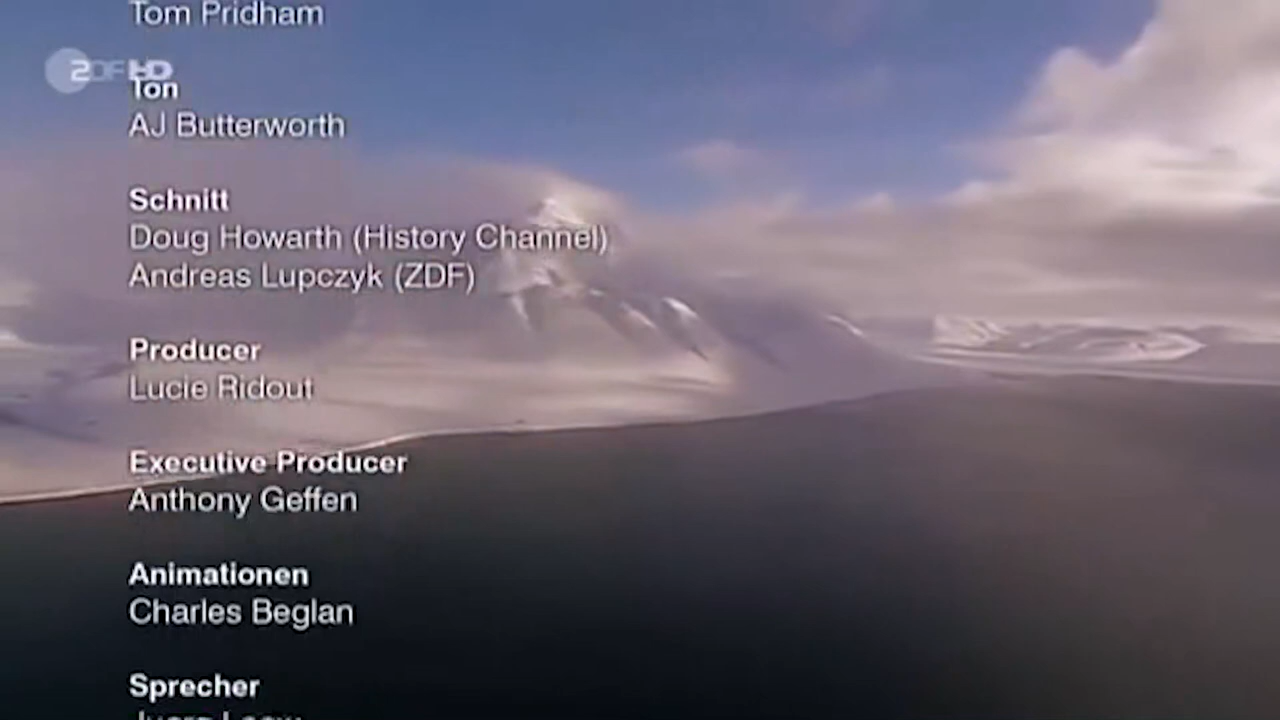 Tom Pridham
ZDF HD
Ton
AJ Butterworth
Schnitt
Doug Howarth (History Channel)
Andreas Lupczyk (ZDF)
Producer
Lucie Ridout
Executive Producer
Anthony Geffen
Animationen
Charles Beglan
Sprecher